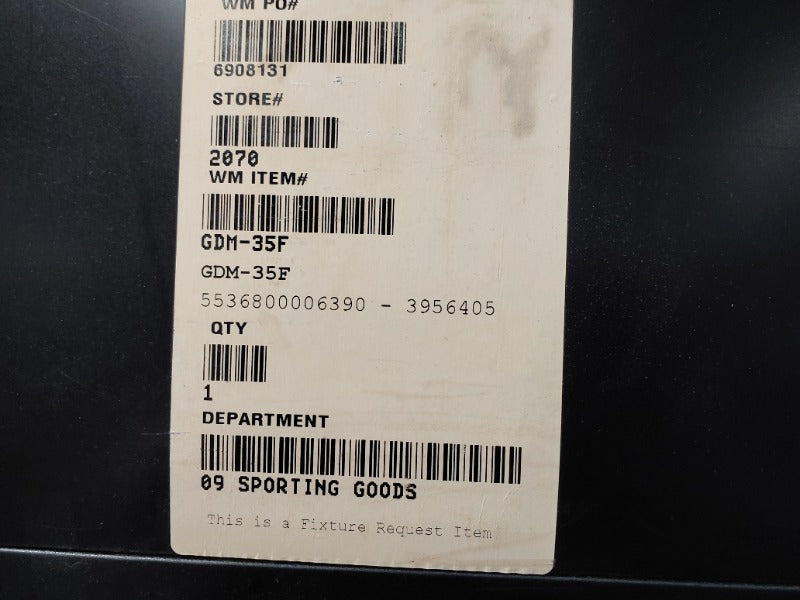 WM PO#
6908131
STORE#
2070
WM ITEM#
GDM-35F
GDM-35F
5536800006390 - 3956405
QTY
1
DEPARTMENT
09 SPORTING GOODS
This is a Fixture Request Item